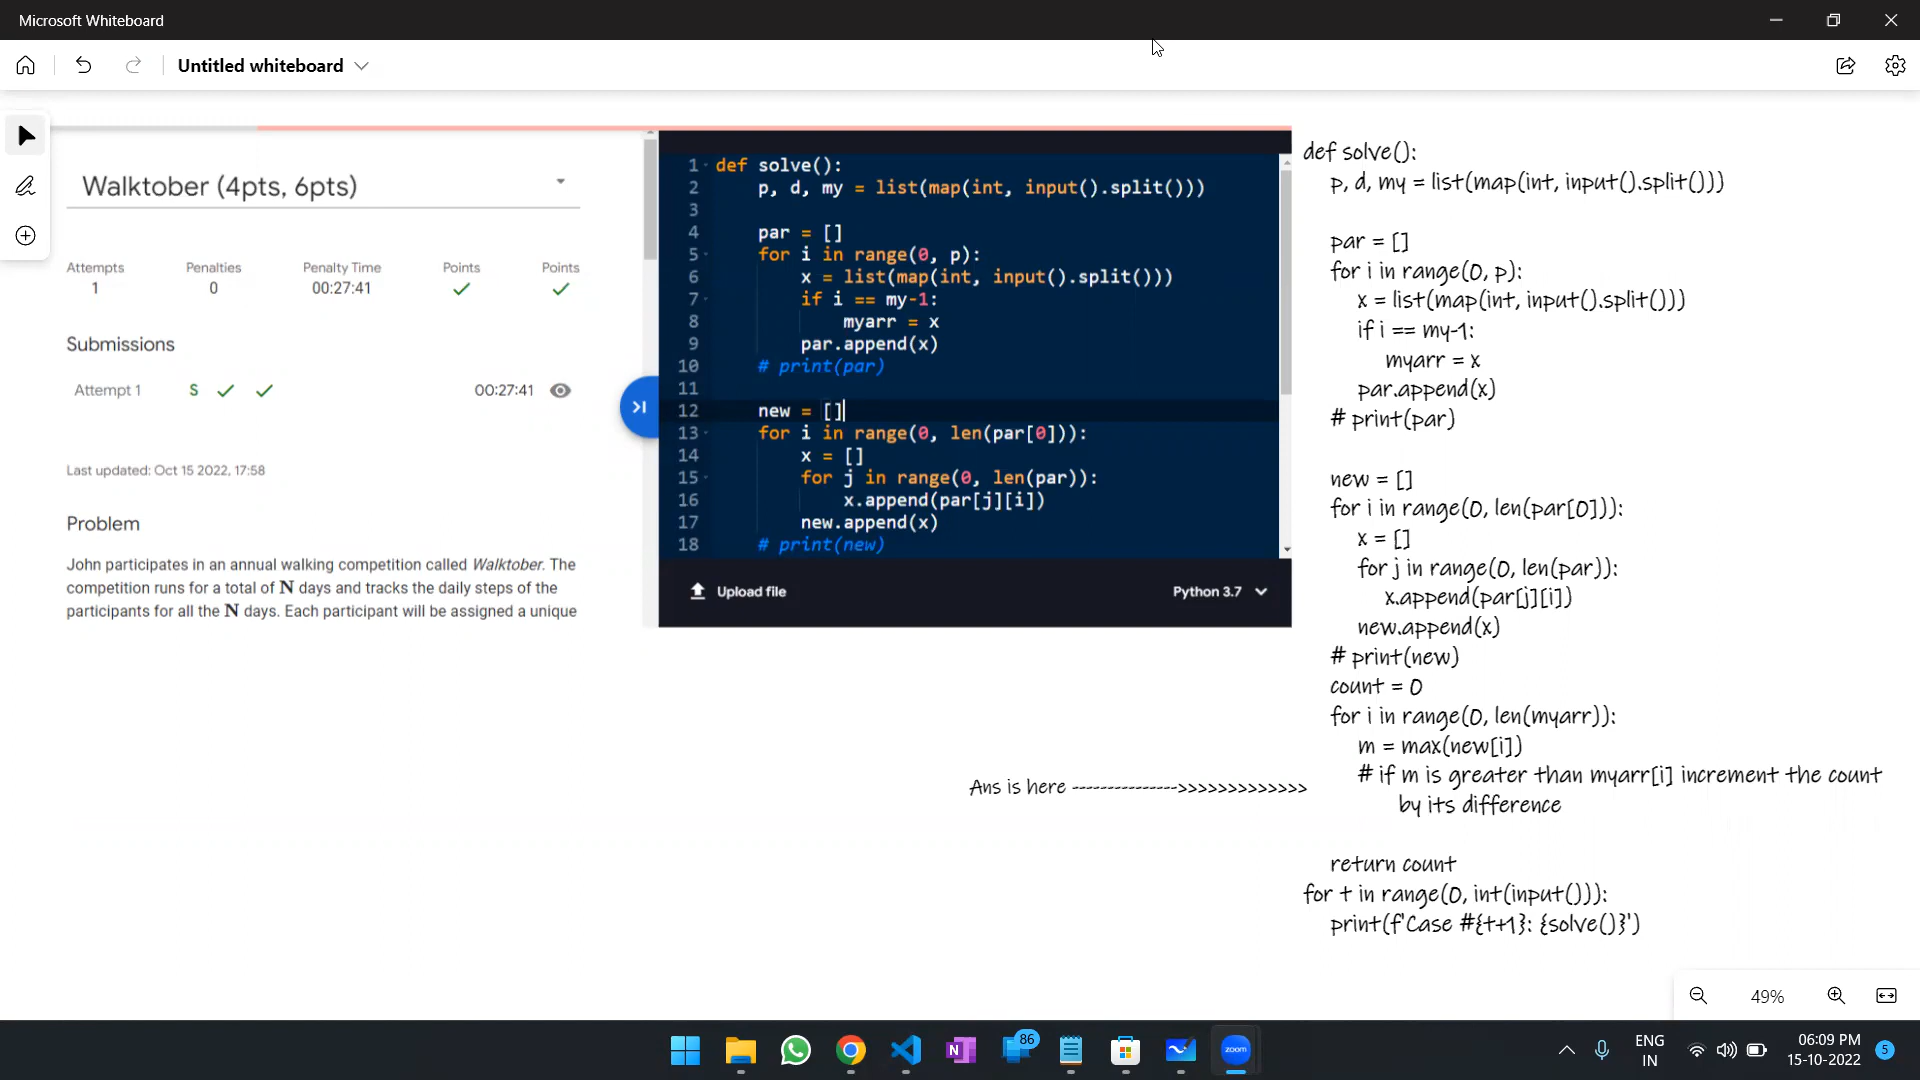 Microsoft Whiteboard
Untitled whiteboard
Walktober (4pts, 6pts)
Attempts Penalties Penalty Time Points Points
1 0 00:27:41
Submissions
Attempt 1 S 00:27:41
Last updated: Oct 15 2022, 17:58
Problem
John participates in an annual walking competition called Walktober. The
competition runs for a total of N days and tracks the daily steps of the
participants for all the N days. Each participant will be assigned a unique
1 def solve():
2 p, d, my = list(map(int, input().split()))
3
4 par = []
5 for i in range(0, p):
6 x = list(map(int, input().split()))
7 if i == my-1:
8 myarr = x
9 par.append(x)
10 # print(par)
11
12 new = []
13 for i in range(0, len(par[0])):
14 x = []
15 for j in range(0, len(par)):
16 x.append(par[j][i])
17 new.append(x)
18 # print(new)
Upload file Python 3.7
Ans is here --------------->>>>>>>>>>>>>
def solve():
p, d, my = list(map(int, input().split()))
par = []
for i in range(0, p):
x = list(map(int, input().split()))
if i == my-1:
myarr = x
par.append(x)
# print(par)
new = []
for i in range(0, len(par[0])):
x = []
for j in range(0, len(par)):
x.append(par[j][i])
new.append(x)
# print(new)
count = 0
for i in range(0, len(myarr)):
m = max(new[i])
# if m is greater than myarr[i] increment the count
by its difference
return count
for t in range(0, int(input())):
print(f'Case #{t+1}: {solve()}')
49%
86
N
zoom
ENG
IN
06:09 PM
15-10-2022
5